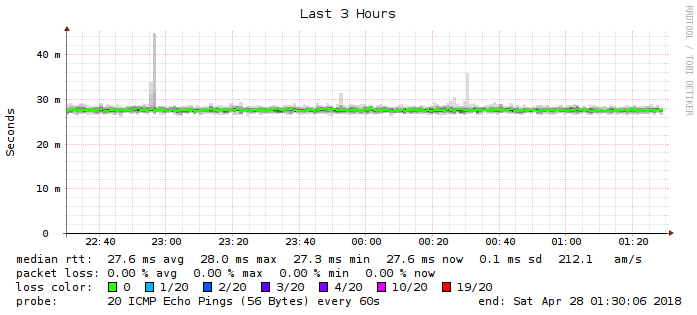 Last 3 Hours
RRDTOOL / TOBI OETIKER
Seconds
40 m
30 m
20 m
10 m
0
22:40 23:00 23:20 23:40 00:00 00:20 00:40 01:00 01:20
median rtt: 27.6 ms avg 28.0 ms max 27.3 ms min 27.6 ms now 0.1 ms sd 212.1 am/s
packet loss: 0.00 % avg 0.00 % max 0.00 % min 0.00 % now
loss color: 0 1/20 2/20 3/20 4/20 10/20 19/20
probe: 20 ICMP Echo Pings (56 Bytes) every 60s end: Sat Apr 28 01:30:06 2018